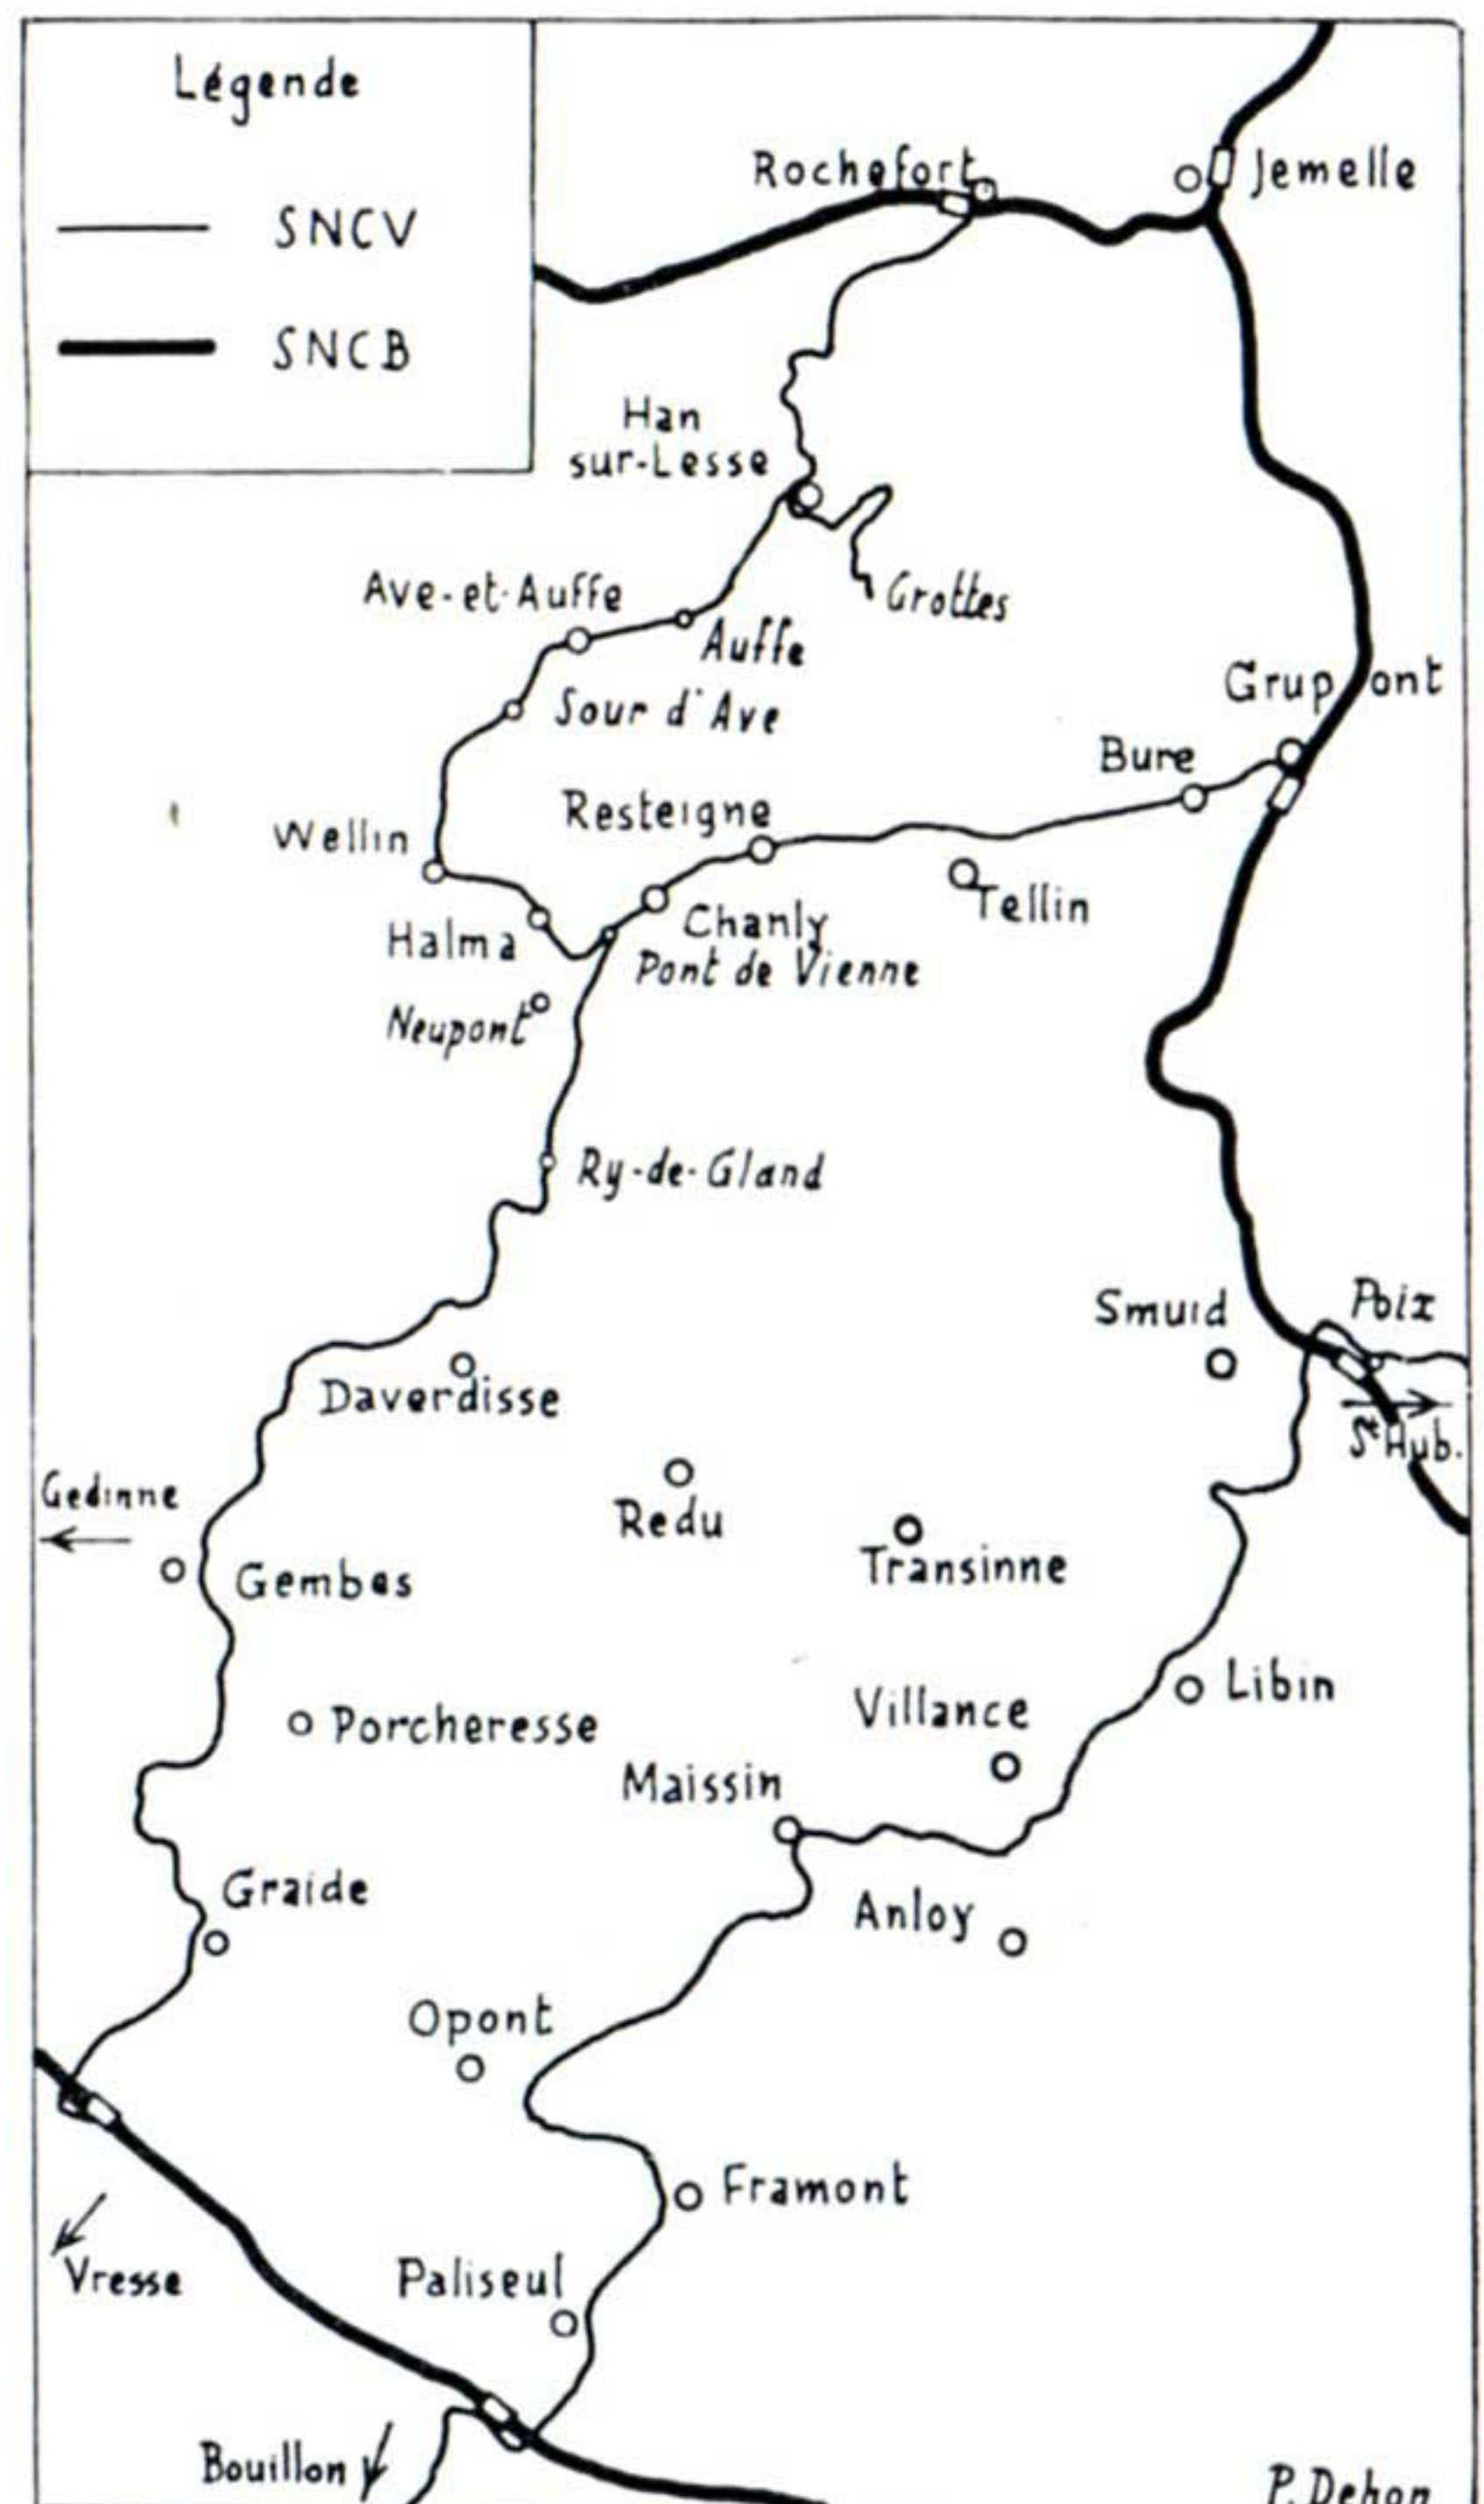 Légende
SNCV
SNCB
Rochefort
Jemelle
Han
sur-Lesse
Grottes
Ave-et-Auffe
Auffe
Sour d'Ave
Grupont
Bure
Resteigne
Wellin
Tellin
Chanly
Halma
Pont de Vienne
Neupont
Ry-de-Gland
Smuid
Poix
St Hub.
Daverdisse
Redu
Gedinne
Transinne
Gembes
Libin
Villance
Porcheresse
Maissin
Graide
Anloy
Opont
Framont
Vresse
Paliseul
Bouillon
P. Dehon